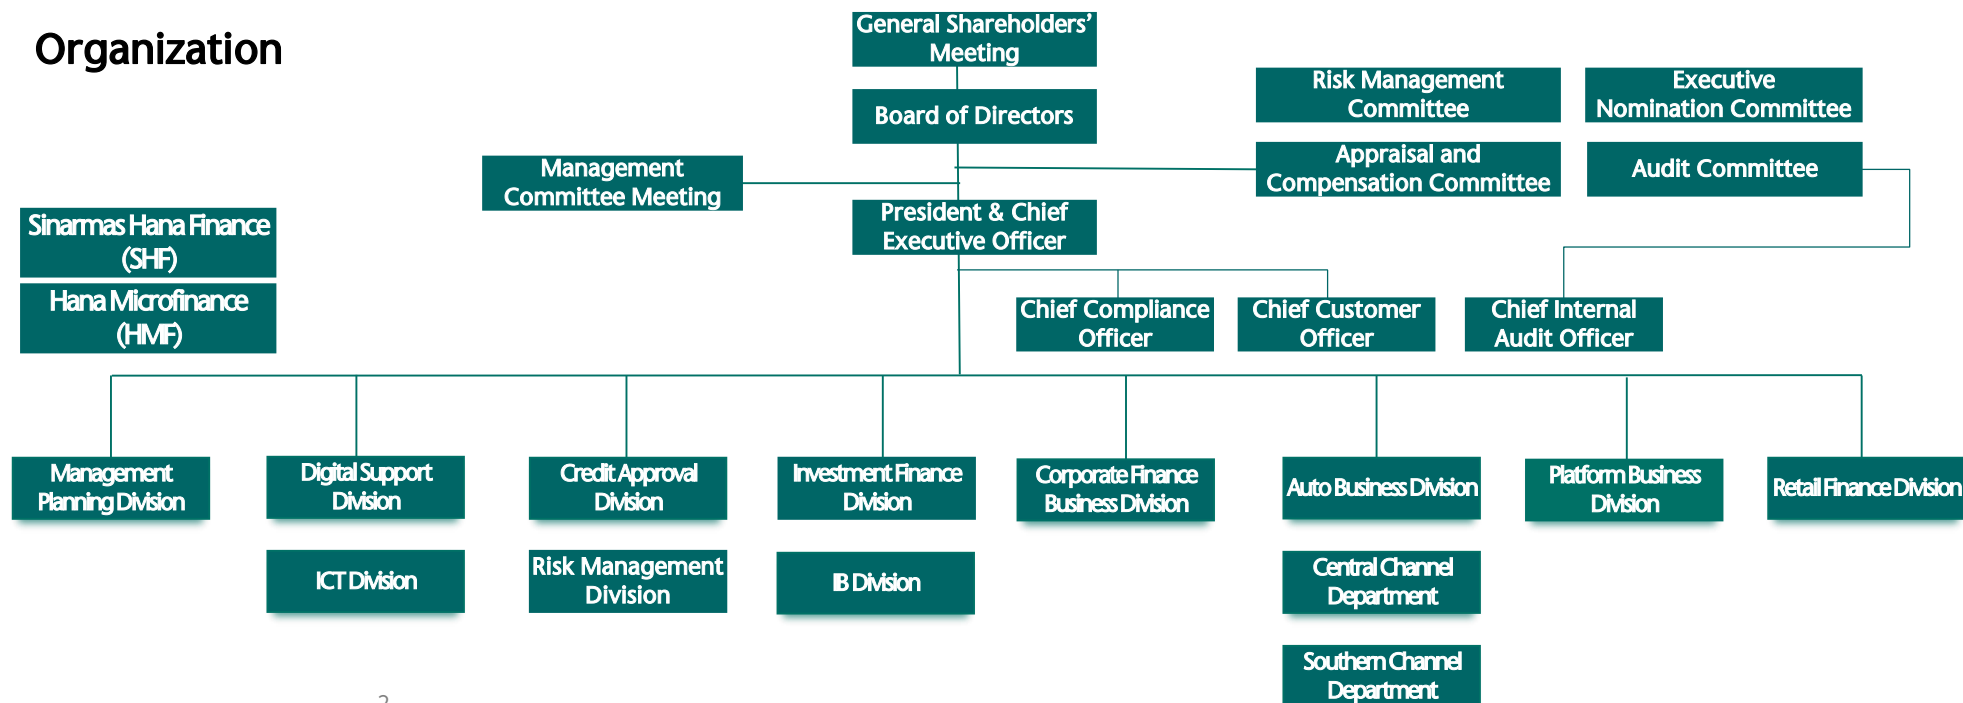 Organization
General Shareholders’
Meeting
Board of Directors
Risk Management
Committee
Executive
Nomination Committee
Management
Committee Meeting
Appraisal and
Compensation Committee
Audit Committee
President & Chief
Executive Officer
Sinarmas Hana Finance
(SHF)
Hana Microfinance
(HMF)
Chief Compliance
Officer
Chief Customer
Officer
Chief Internal
Audit Officer
Management
Planning Division
Digital Support
Division
Credit Approval
Division
Investment Finance
Division
Corporate Finance
Business Division
Auto Business Division
Platform Business
Division
Retail Finance Division
ICT Division
Risk Management
Division
IB Division
Central Channel
Department
Southern Channel
Department
2